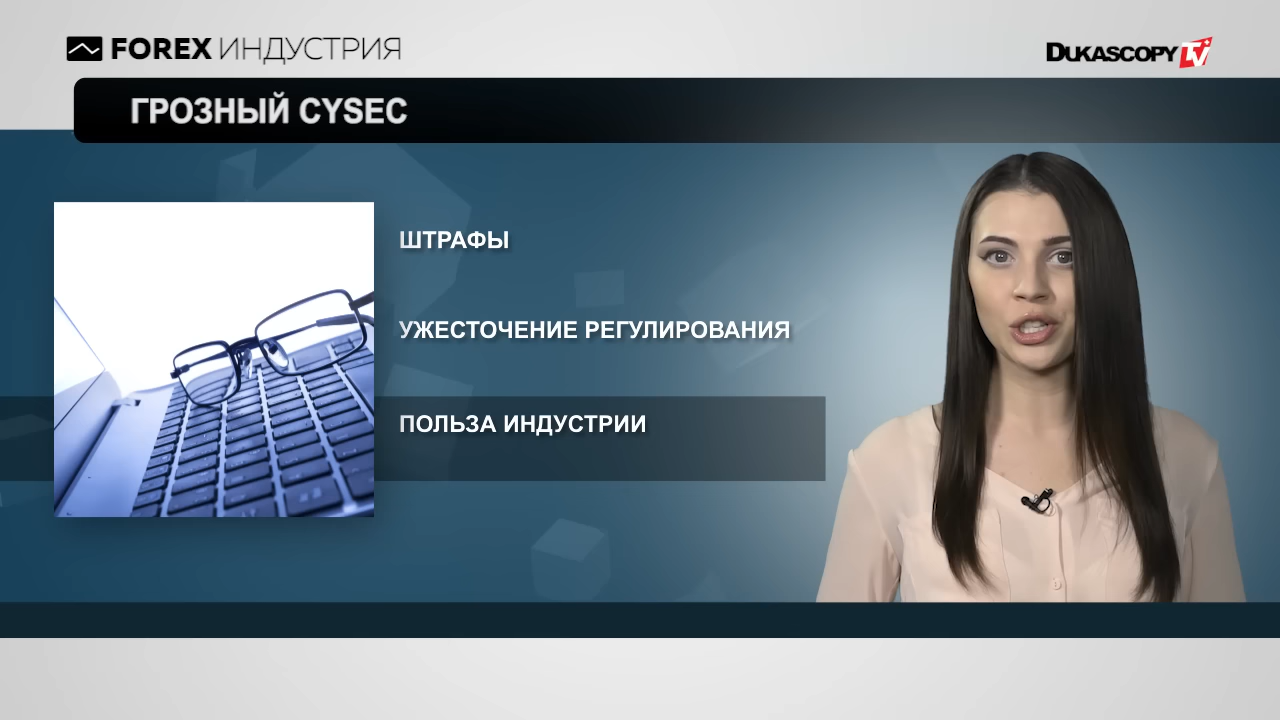 FOREX ИНДУСТРИЯ
DUKASCOPY TV
ГРОЗНЫЙ CYSEC
ШТРАФЫ
УЖЕСТОЧЕНИЕ РЕГУЛИРОВАНИЯ
ПОЛЬЗА ИНДУСТРИИ